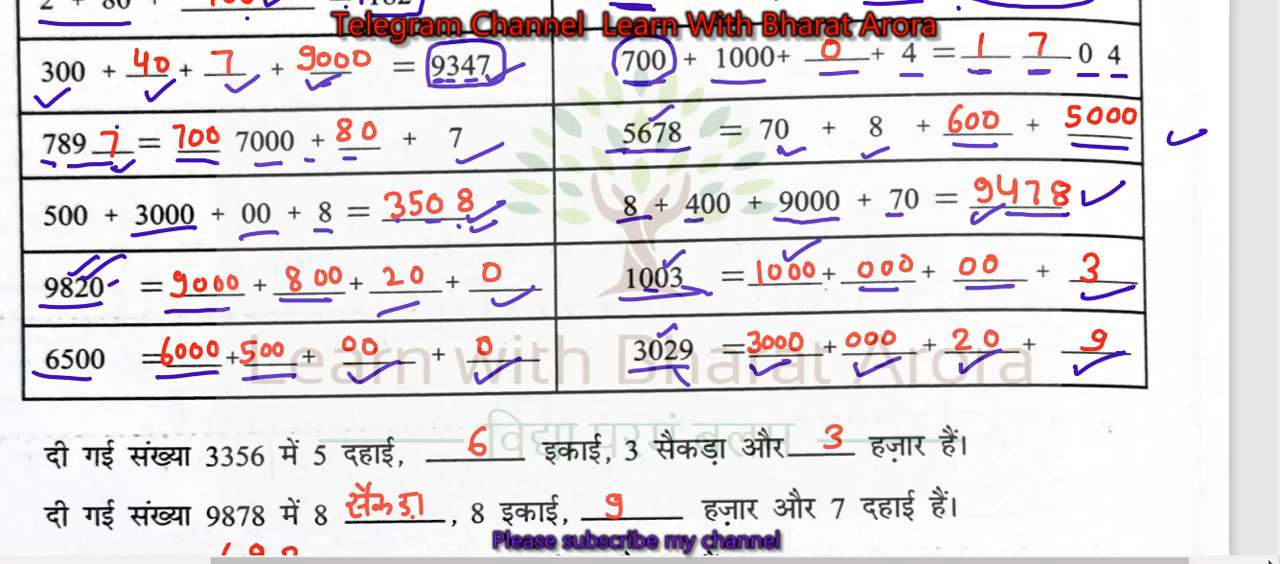 Telegram Channel Learn With Bharat Arora
300 + 40 + 7 + 9000 = 9347
700 + 1000+ 0 + 4 = 1 7 0 4
789 7 = 700 7000 + 80 + 7
5678 = 70 + 8 + 600 + 5000
500 + 3000 + 00 + 8 = 3508
8 + 400 + 9000 + 70 = 9478
9820 = 9000 + 800 + 20 + 0
1003 = 1000 + 000 + 00 + 3
6500 = 6000 + 500 + 00 + 0
3029 = 3000 + 000 + 20 + 9
Learn with Bharat Arora
दी गई संख्या 3356 में 5 दहाई, 6 इकाई, 3 सैकड़ा और 3 हज़ार हैं।
दी गई संख्या 9878 में 8 सैकड़ा, 8 इकाई, 9 हज़ार और 7 दहाई हैं।
Please subscribe my channel